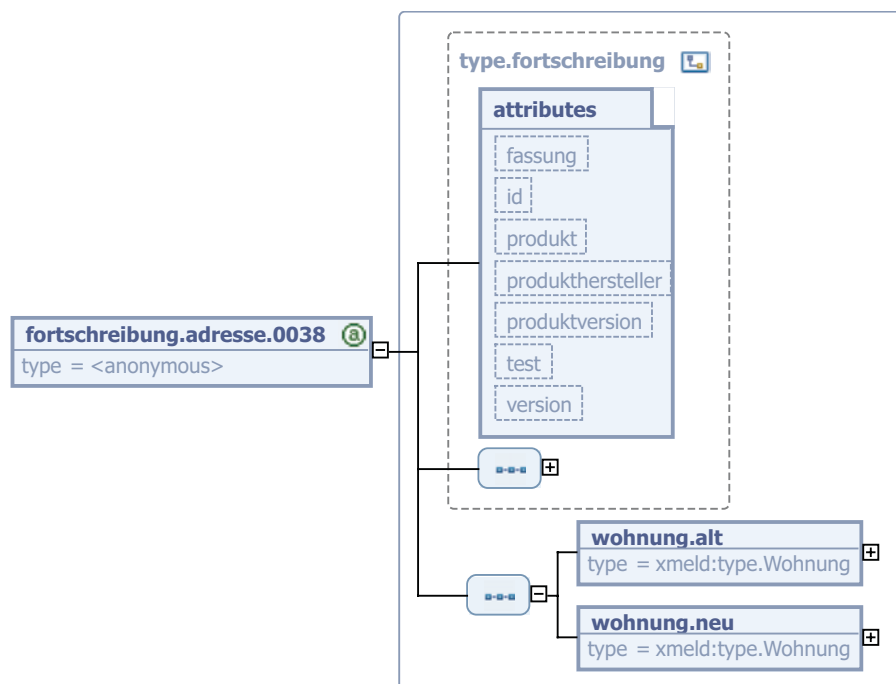 type.fortschreibung
attributes
fassung
id
produkt
produkthersteller
produktversion
test
version
fortschreibung.adresse.0038 @
type = <anonymous>
wohnung.alt
type = xmeld:type.Wohnung
wohnung.neu
type = xmeld:type.Wohnung